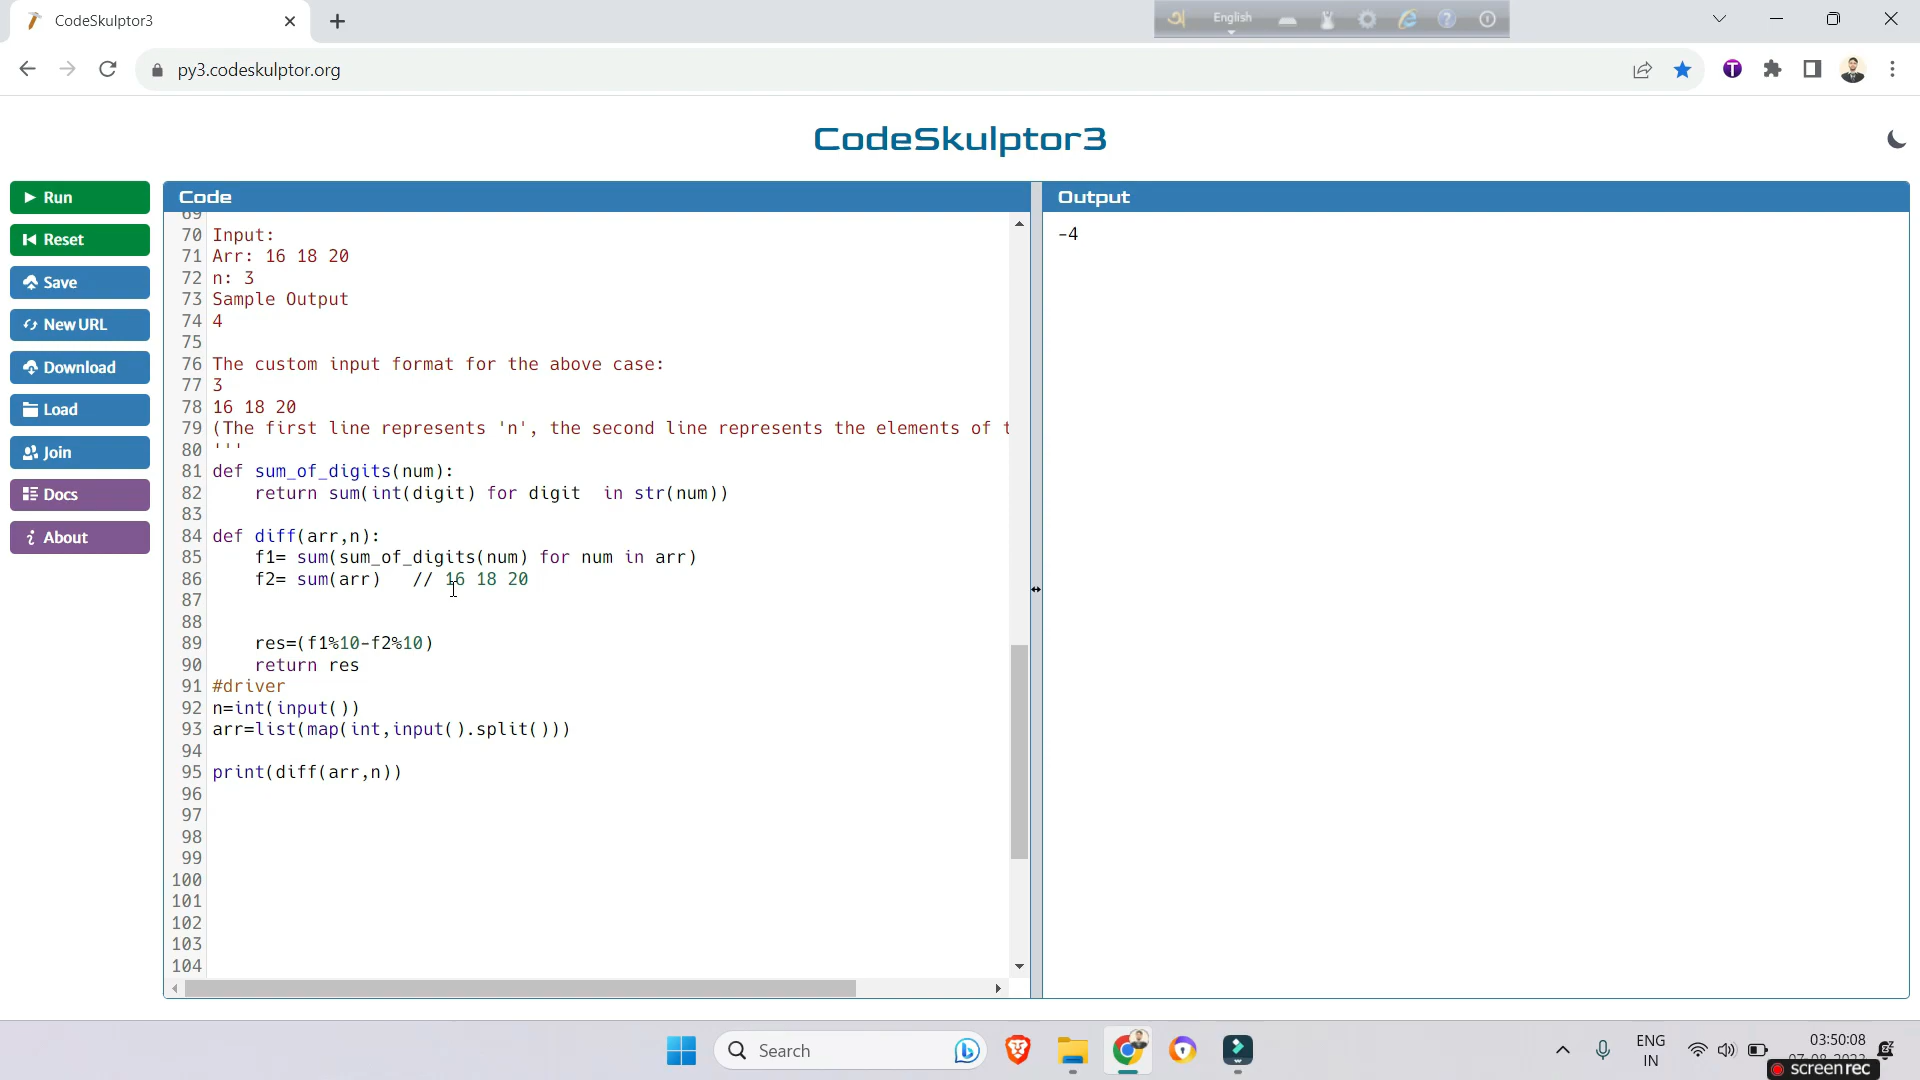 CodeSkulptor3
English
py3.codeskulptor.org
CodeSkulptor3
Run
Reset
Save
New URL
Download
Load
Join
Docs
About
Code
69
70 Input:
71 Arr: 16 18 20
72 n: 3
73 Sample Output
74 4
75
76 The custom input format for the above case:
77 3
78 16 18 20
79 (The first line represents 'n', the second line represents the elements of t
80 '''
81 def sum_of_digits(num):
82     return sum(int(digit) for digit  in str(num))
83
84 def diff(arr,n):
85     f1= sum(sum_of_digits(num) for num in arr)
86     f2= sum(arr)   // 16 18 20
87
88
89     res=(f1%10-f2%10)
90     return res
91 #driver
92 n=int(input())
93 arr=list(map(int,input().split()))
94
95 print(diff(arr,n))
96
97
98
99
100
101
102
103
104
Output
-4
Search
ENG
IN
03:50:08
07-08-2023
screenrec